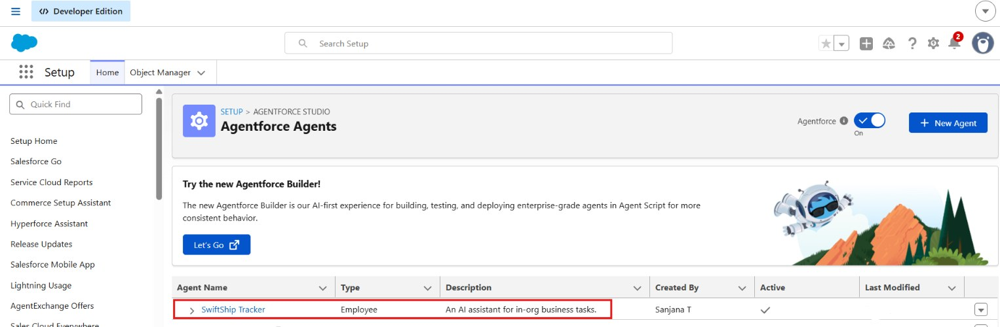 Developer Edition
Search Setup
2
Setup
Home
Object Manager
Quick Find
Setup Home
Salesforce Go
Service Cloud Reports
Commerce Setup Assistant
Hyperforce Assistant
Release Updates
Salesforce Mobile App
Lightning Usage
AgentExchange Offers
Sales Cloud Everywhere
SETUP > AGENTFORCE STUDIO
Agentforce Agents
Agentforce
On
New Agent
Try the new Agentforce Builder!
The new Agentforce Builder is our AI-first experience for building, testing, and deploying enterprise-grade agents in Agent Script for more
consistent behavior.
Let's Go
Agent Name Type Description Created By Active Last Modified
SwiftShip Tracker Employee An AI assistant for in-org business tasks. Sanjana T